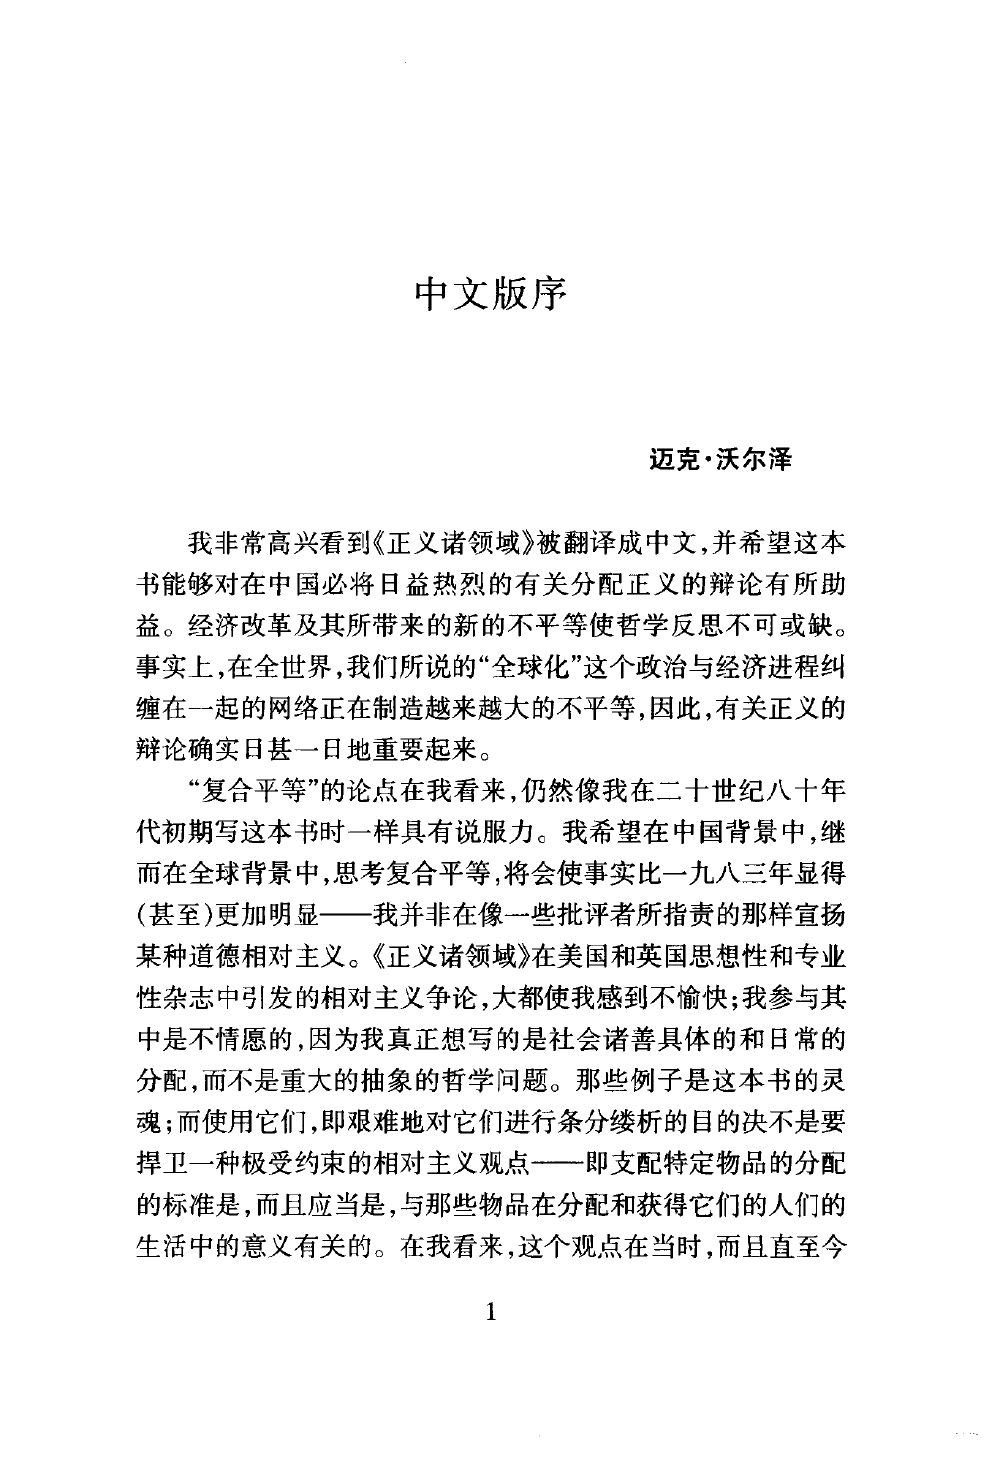 中文版序
迈克·沃尔泽
我非常高兴看到《正义诸领域》被翻译成中文,并希望这本
书能够对在中国必将日益热烈的有关分配正义的辩论有所助
益。经济改革及其所带来的新的不平等使哲学反思不可或缺。
事实上,在全世界,我们所说的“全球化”这个政治与经济进程纠
缠在一起的网络正在制造越来越大的不平等,因此,有关正义的
辩论确实日甚一日地重要起来。
“复合平等”的论点在我看来,仍然像我在二十世纪八十年
代初期写这本书时一样具有说服力。我希望在中国背景中,继
而在全球背景中,思考复合平等,将会使事实比一九八三年显得
(甚至)更加明显——我并非在像一些批评者所指责的那样宣扬
某种道德相对主义。《正义诸领域》在美国和英国思想性和专业
性杂志中引发的相对主义争论,大都使我感到不愉快;我参与其
中是不情愿的,因为我真正想写的是社会诸善具体的和日常的
分配,而不是重大的抽象的哲学问题。那些例子是这本书的灵
魂;而使用它们,即艰难地对它们进行条分缕析的目的决不是要
捍卫一种极受约束的相对主义观点——即支配特定物品的分配
的标准是,而且应当是,与那些物品在分配和获得它们的人们的
生活中的意义有关的。在我看来,这个观点在当时,而且直至今
1